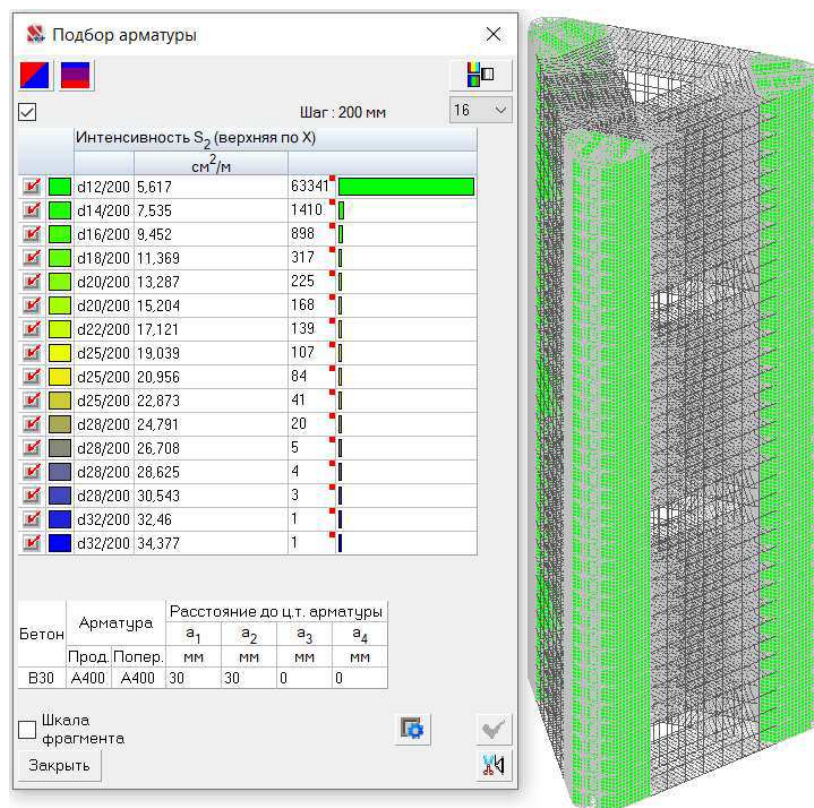 Подбор арматуры
Шаг : 200 мм
16
Интенсивность S2 (верхняя по X)
см2/м
d12/200 5,617 63341
d14/200 7,535 1410
d16/200 9,452 898
d18/200 11,369 317
d20/200 13,287 225
d20/200 15,204 168
d22/200 17,121 139
d25/200 19,039 107
d25/200 20,956 84
d25/200 22,873 41
d28/200 24,791 20
d28/200 26,708 5
d28/200 28,625 4
d28/200 30,543 3
d32/200 32,46 1
d32/200 34,377 1
Бетон Арматура Расстояние до ц.т. арматуры
a1 a2 a3 a4
Прод. Попер. мм мм мм мм
B30 A400 A400 30 30 0 0
Шкала
фрагмента
Закрыть